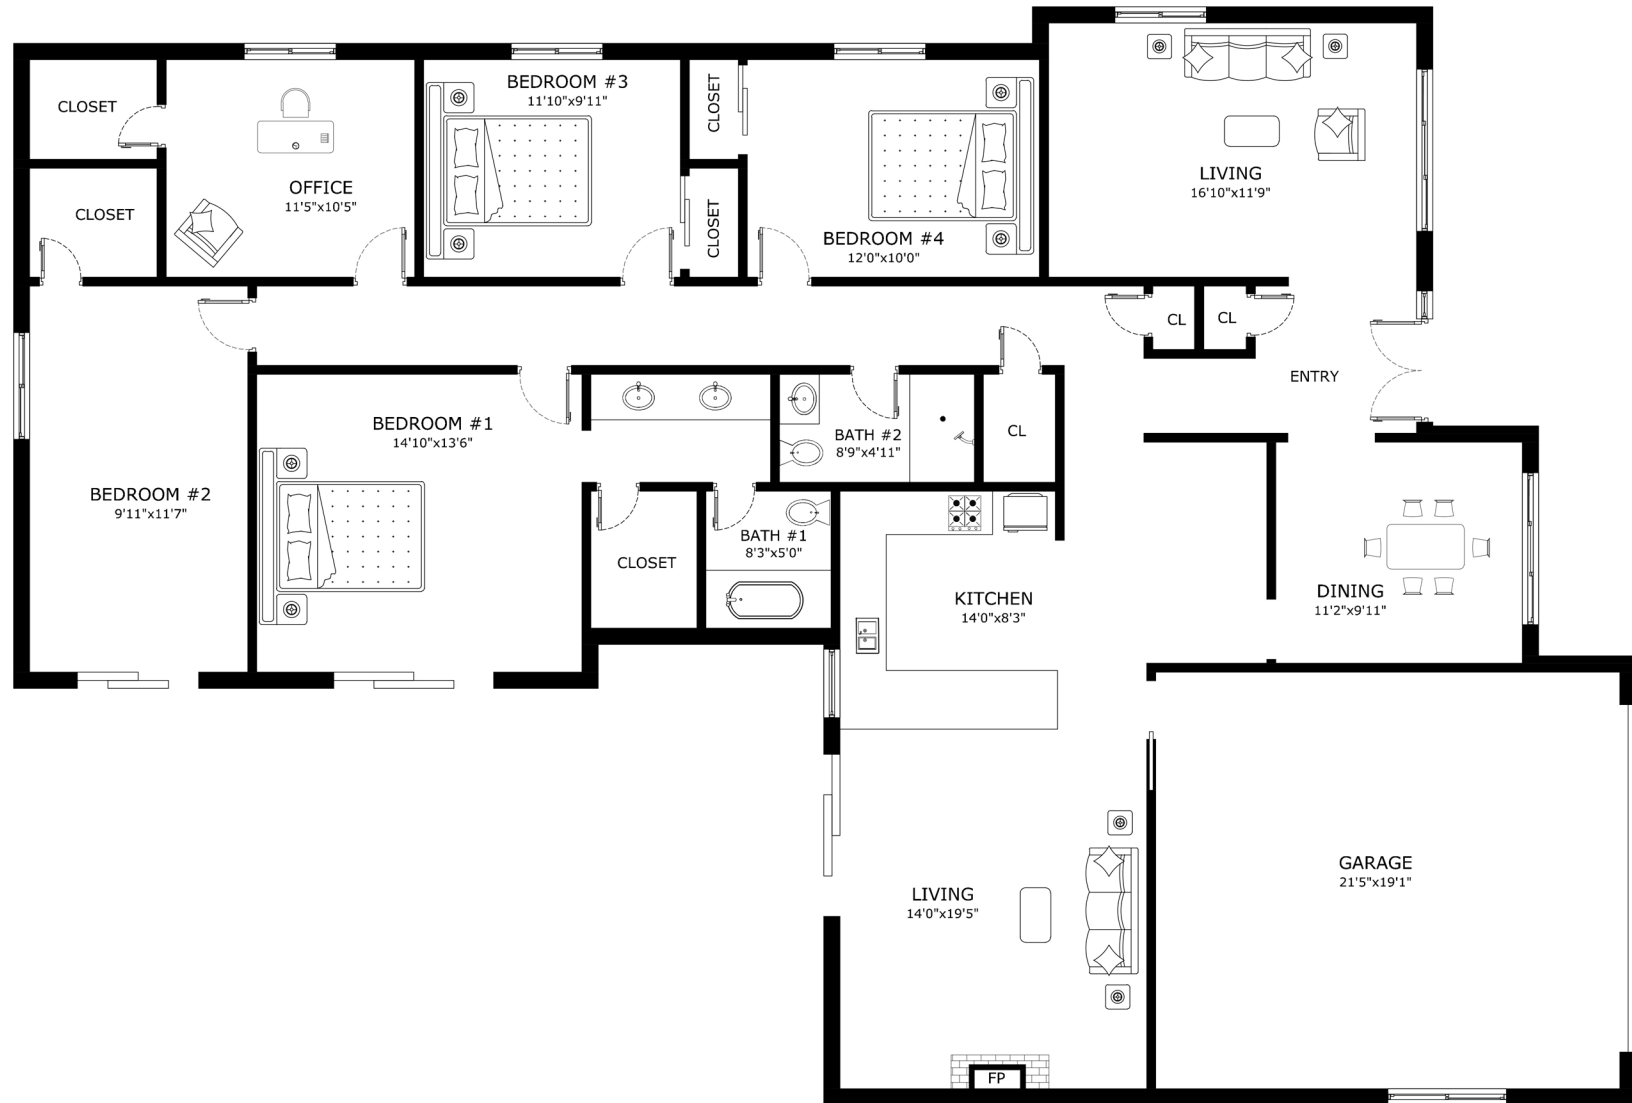 CLOSET
BEDROOM #3
11'10"x9'11"
CLOSET
LIVING
16'10"x11'9"
OFFICE
11'5"x10'5"
CLOSET
CLOSET
BEDROOM #4
12'0"x10'0"
CL
CL
ENTRY
BEDROOM #1
14'10"x13'6"
BATH #2
8'9"x4'11"
CL
BEDROOM #2
9'11"x11'7"
BATH #1
8'3"x5'0"
CLOSET
KITCHEN
14'0"x8'3"
DINING
11'2"x9'11"
GARAGE
21'5"x19'1"
LIVING
14'0"x19'5"
FP